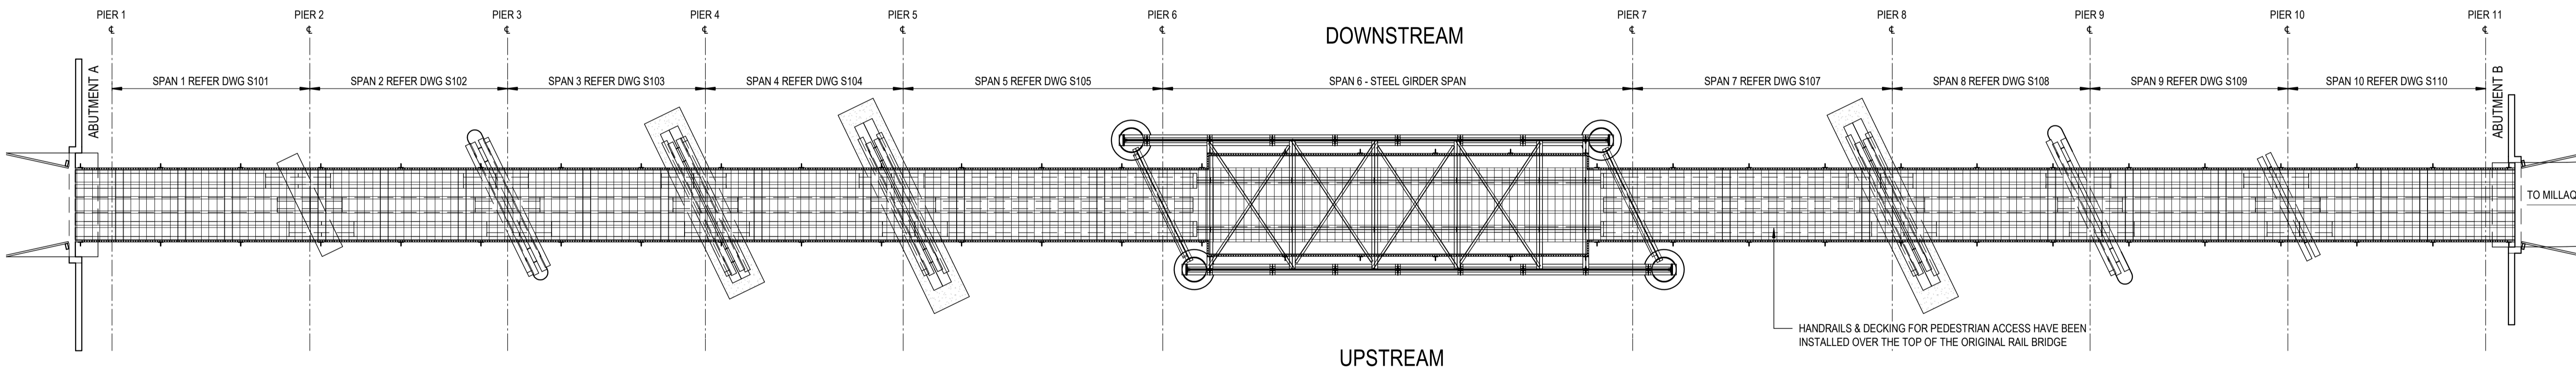 PIER 1
PIER 2
PIER 3
PIER 4
PIER 5
PIER 6
PIER 7
PIER 8
PIER 9
PIER 10
PIER 11
℄
℄
℄
℄
℄
℄
℄
℄
℄
℄
℄
DOWNSTREAM
ABUTMENT A
SPAN 1 REFER DWG S101
SPAN 2 REFER DWG S102
SPAN 3 REFER DWG S103
SPAN 4 REFER DWG S104
SPAN 5 REFER DWG S105
SPAN 6 - STEEL GIRDER SPAN
SPAN 7 REFER DWG S107
SPAN 8 REFER DWG S108
SPAN 9 REFER DWG S109
SPAN 10 REFER DWG S110
ABUTMENT B
TO MILLAQ
HANDRAILS & DECKING FOR PEDESTRIAN ACCESS HAVE BEEN
INSTALLED OVER THE TOP OF THE ORIGINAL RAIL BRIDGE
UPSTREAM